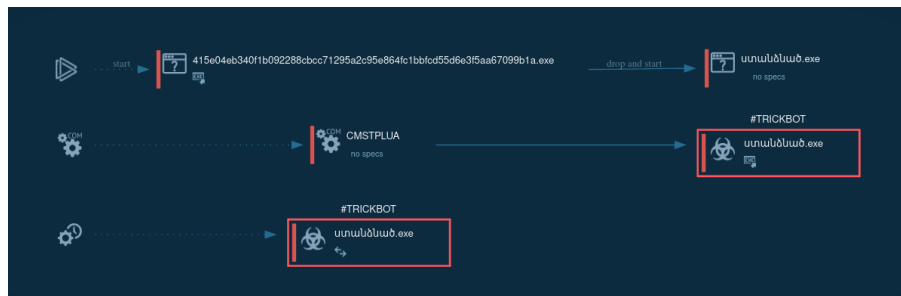 start
415e04eb340f1b092288cbcc71295a2c95e864fc1bbfcd55d6e3f5aa67099b1a.exe
drop and start
ստանձնած.exe
no specs
COM
COM
CMSTPLUA
no specs
#TRICKBOT
ստանձնած.exe
#TRICKBOT
ստանձնած.exe